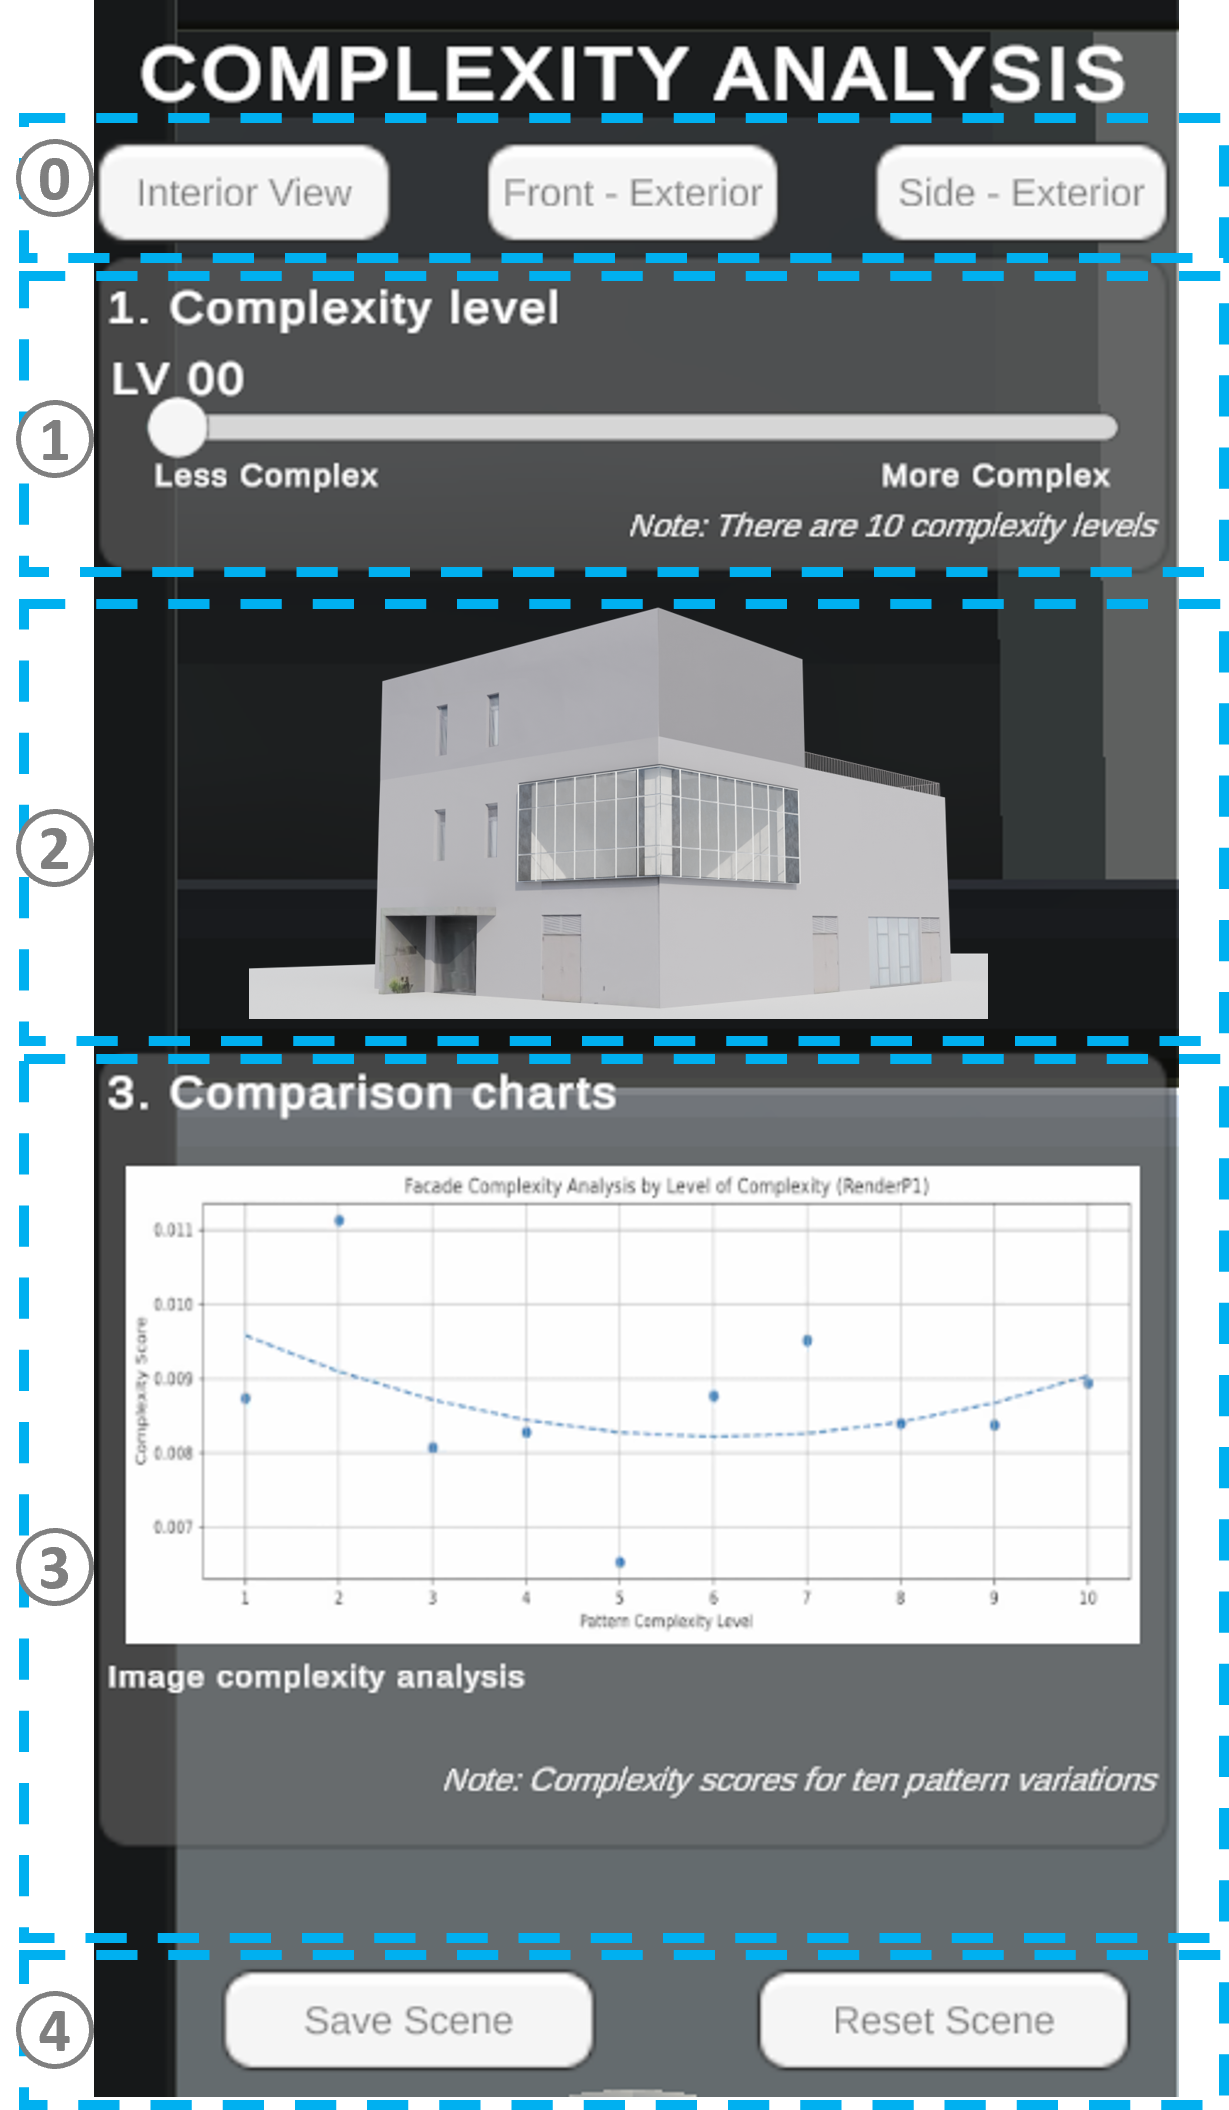 COMPLEXITY ANALYSIS
0
Interior View
Front - Exterior
Side - Exterior
1. Complexity level
LV 00
1
Less Complex
More Complex
Note: There are 10 complexity levels
2
3. Comparison charts
Facade Complexity Analysis by Level of Complexity (RenderP1)
0.011
0.010
0.009
0.008
0.007
Complexity Score
3
1 2 3 4 5 6 7 8 9 10
Pattern Complexity Level
Image complexity analysis
Note: Complexity scores for ten pattern variations
4
Save Scene
Reset Scene